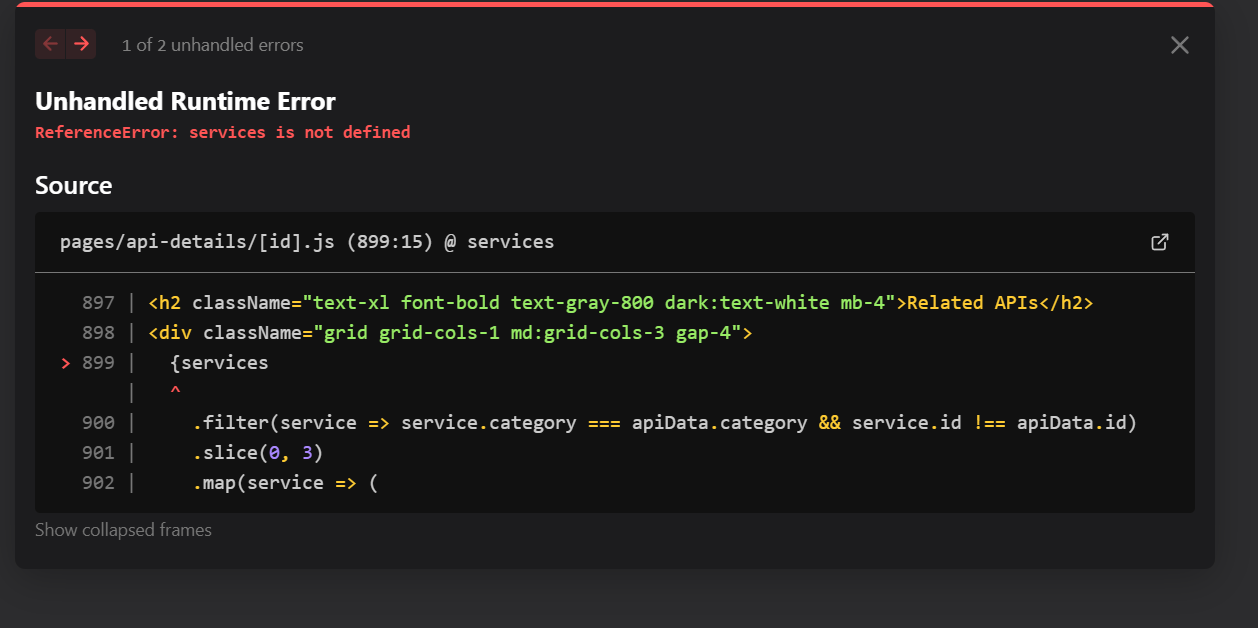 1 of 2 unhandled errors
Unhandled Runtime Error
ReferenceError: services is not defined
Source
pages/api-details/[id].js (899:15) @ services
897 | <h2 className="text-xl font-bold text-gray-800 dark:text-white mb-4">Related APIs</h2>
898 | <div className="grid grid-cols-1 md:grid-cols-3 gap-4">
> 899 |   {services
|   ^
900 |     .filter(service => service.category === apiData.category && service.id !== apiData.id)
901 |     .slice(0, 3)
902 |     .map(service => (
Show collapsed frames